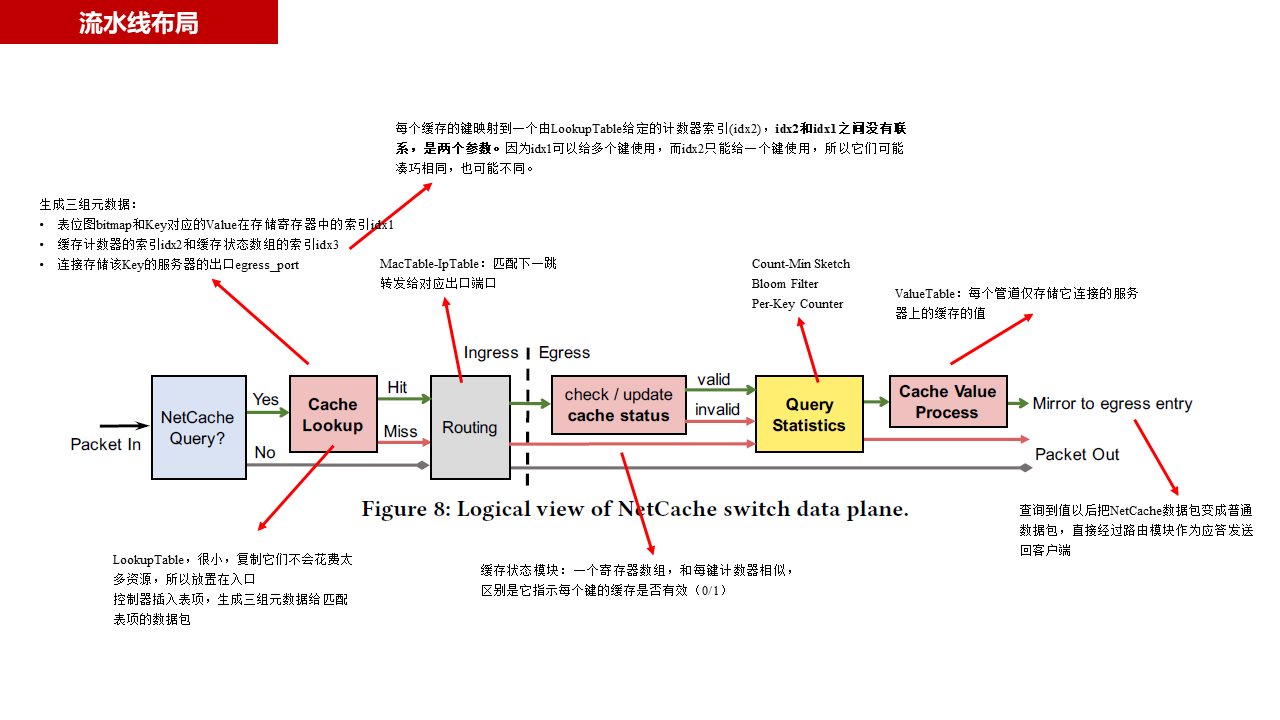 流水线布局
每个缓存的键映射到一个由LookupTable给定的计数器索引(idx2)，idx2和idx1之间没有联
系，是两个参数。因为idx1可以给多个键使用，而idx2只能给一个键使用，所以它们可能
凑巧相同，也可能不同。
生成三组元数据：
• 表位图bitmap和Key对应的Value在存储寄存器中的索引idx1
• 缓存计数器的索引idx2和缓存状态数组的索引idx3
• 连接存储该Key的服务器的出口egress_port
MacTable-IpTable：匹配下一跳
转发给对应出口端口
Count-Min Sketch
Bloom Filter
Per-Key Counter
ValueTable：每个管道仅存储它连接的服务
器上的缓存的值
Ingress
Egress
Packet In
NetCache
Query?
Yes
No
Cache
Lookup
Hit
Miss
Routing
check / update
cache status
valid
invalid
Query
Statistics
Cache Value
Process
Mirror to egress entry
Packet Out
Figure 8: Logical view of NetCache switch data plane.
LookupTable，很小，复制它们不会花费太
多资源，所以放置在入口
控制器插入表项，生成三组元数据给匹配
表项的数据包
缓存状态模块：一个寄存器数组，和每键计数器相似，
区别是它指示每个键的缓存是否有效（0/1）
查询到值以后把NetCache数据包变成普通
数据包，直接经过路由模块作为应答发送
回客户端